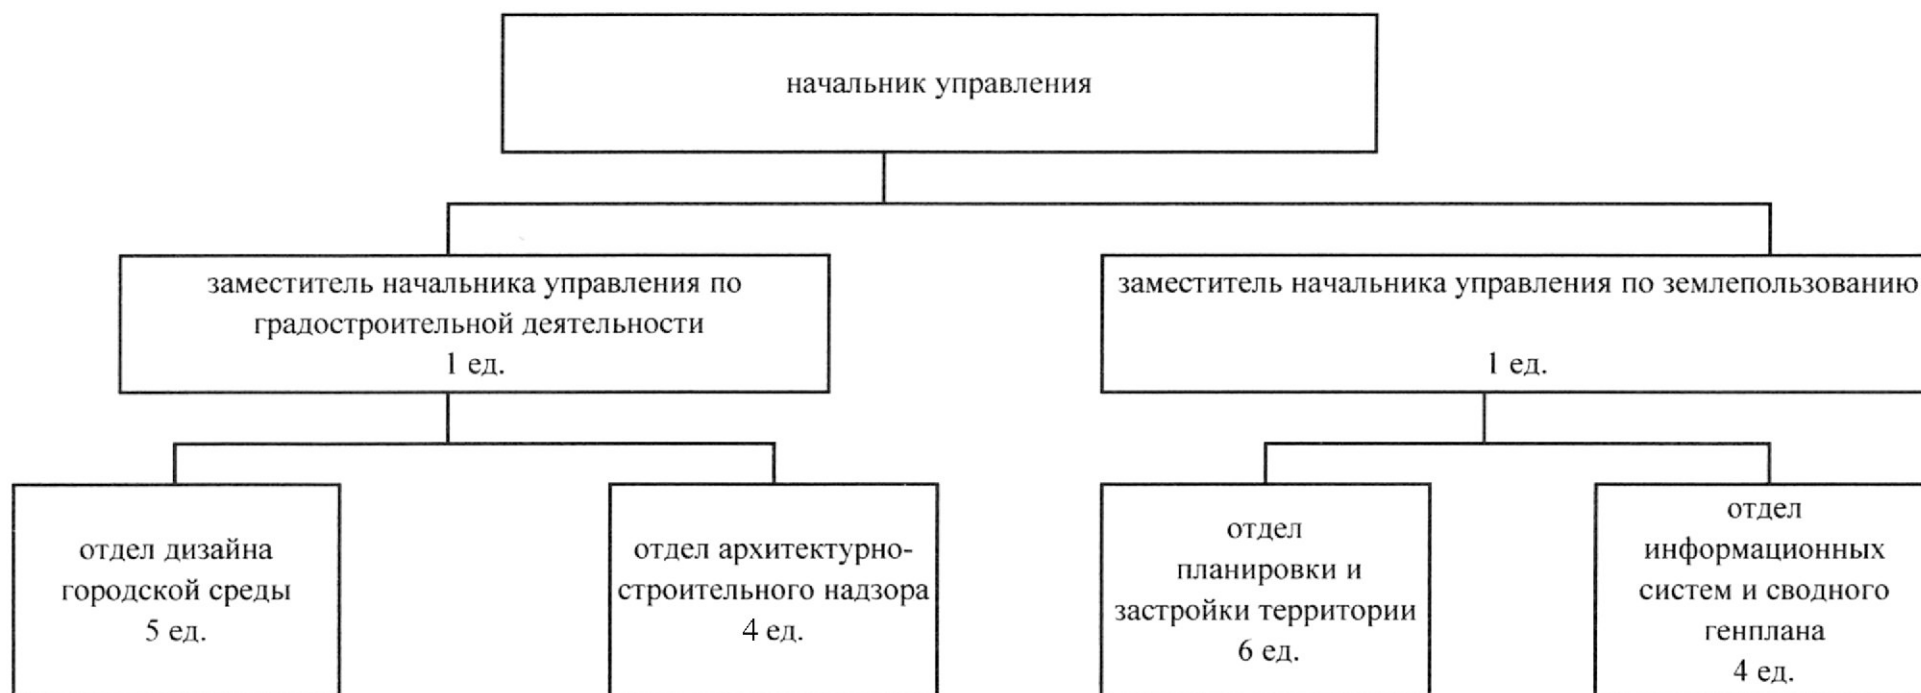 начальник управления
заместитель начальника управления по
градостроительной деятельности
1 ед.
заместитель начальника управления по землепользованию
1 ед.
отдел дизайна
городской среды
5 ед.
отдел архитектурно-
строительного надзора
4 ед.
отдел
планировки и
застройки территории
6 ед.
отдел
информационных
систем и сводного
генплана
4 ед.